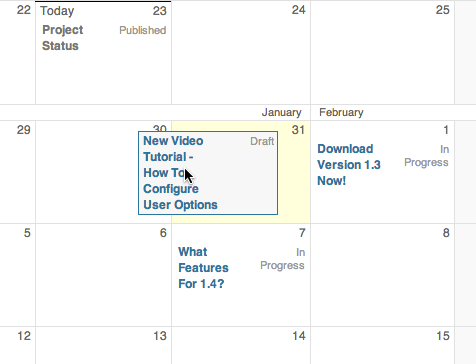 22 Today 23 24 25
Project Published
Status
January February
29 30 31 1
New Video Draft
Tutorial -
How To
Configure
User Options
Download In
Version 1.3 Progress
Now!
5 6 7 8
What In
Features Progress
For 1.4?
12 13 14 15